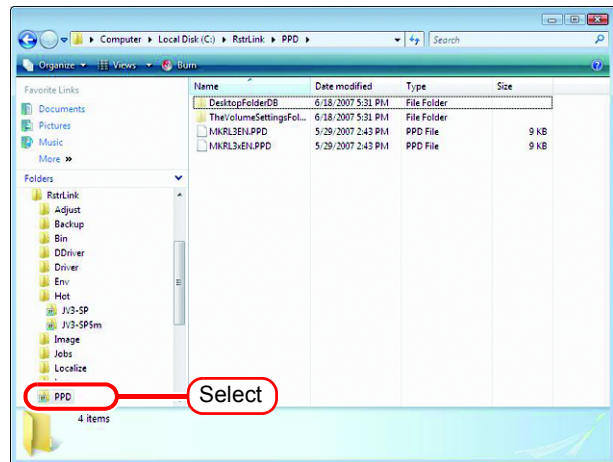 Computer ▸ Local Disk (C:) ▸ RstrLink ▸ PPD ▸ Search
Organize Views Burn
Favorite Links
Documents
Pictures
Music
More »
Folders
RstrLink
Adjust
Backup
Bin
DDriver
Driver
Env
Hot
JV3-SP
JV3-SPSm
Image
Jobs
Localize
PPD
Name Date modified Type Size
DesktopFolderDB 6/18/2007 5:31 PM File Folder
TheVolumeSettingsFol... 6/18/2007 5:31 PM File Folder
MKRL3EN.PPD 5/29/2007 2:43 PM PPD File 9 KB
MKRL3xEN.PPD 5/29/2007 2:43 PM PPD File 9 KB
Select
4 items